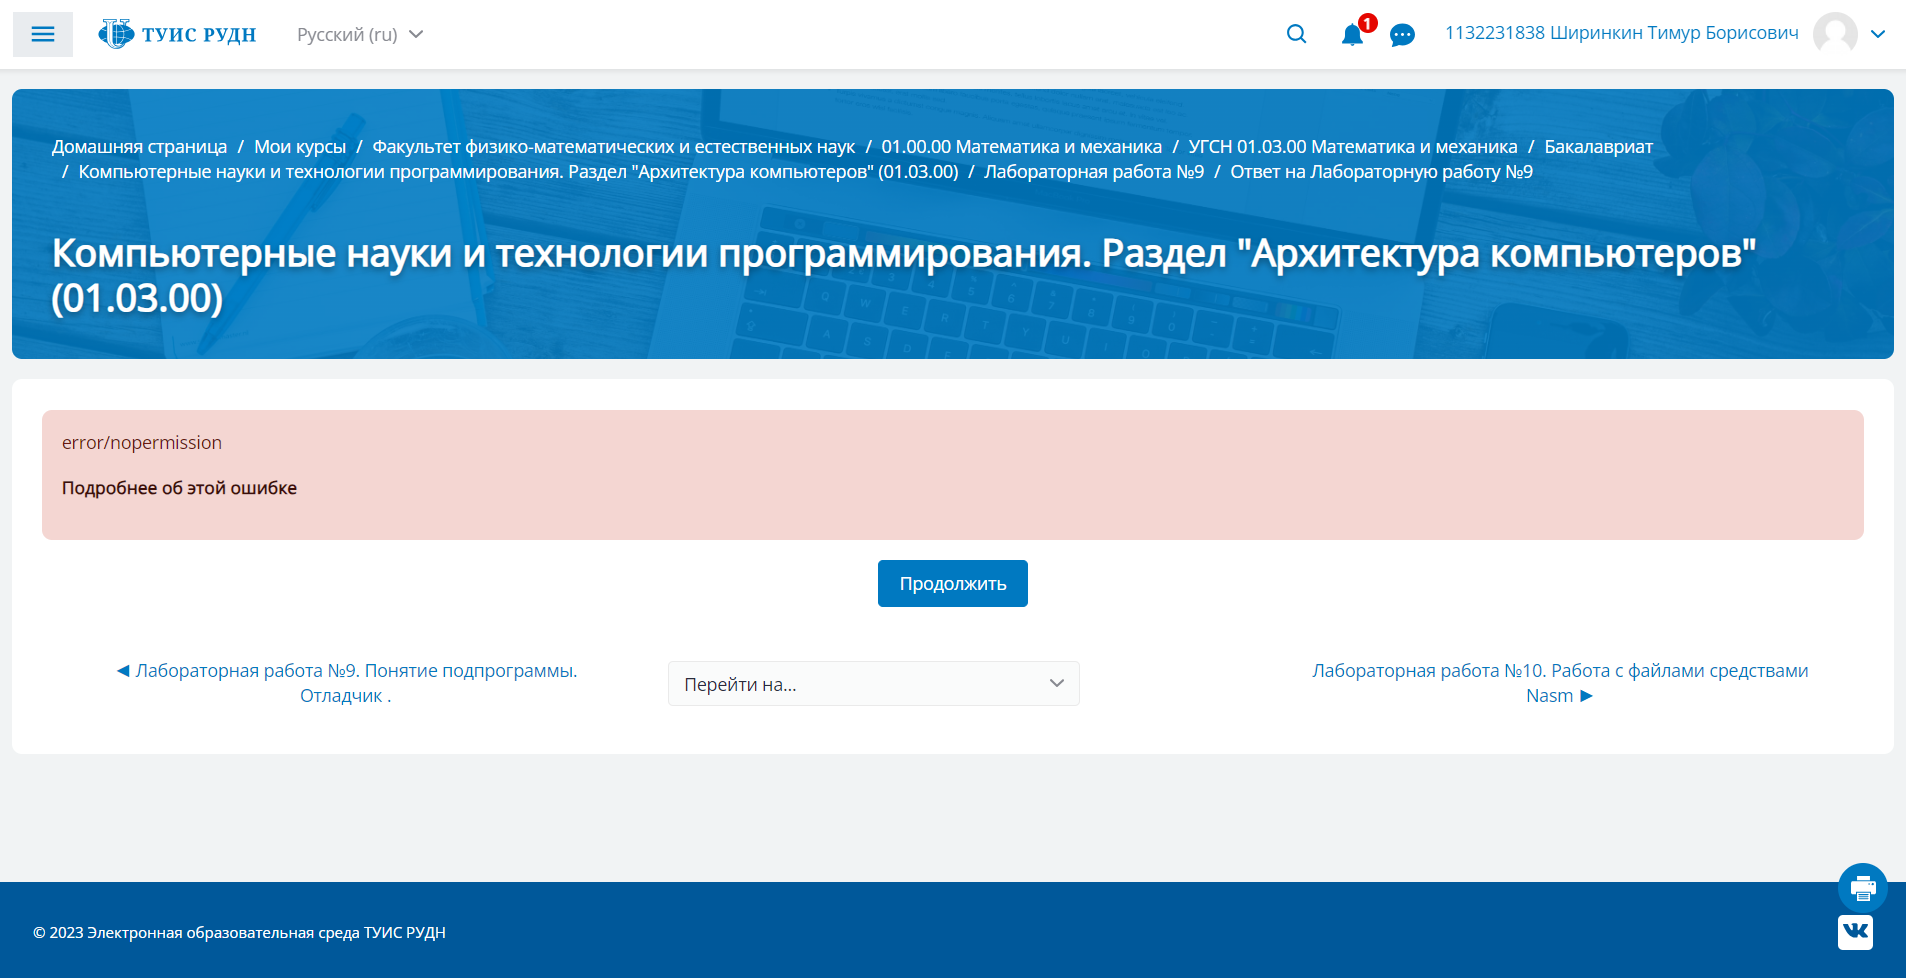 ТУИС РУДН
Русский (ru)
1
1132231838 Ширинкин Тимур Борисович
Домашняя страница / Мои курсы / Факультет физико-математических и естественных наук / 01.00.00 Математика и механика / УГСН 01.03.00 Математика и механика / Бакалавриат
/ Компьютерные науки и технологии программирования. Раздел "Архитектура компьютеров" (01.03.00) / Лабораторная работа №9 / Ответ на Лабораторную работу №9
Компьютерные науки и технологии программирования. Раздел "Архитектура компьютеров"
(01.03.00)
error/nopermission
Подробнее об этой ошибке
Продолжить
◄ Лабораторная работа №9. Понятие подпрограммы.
Отладчик .
Перейти на...
Лабораторная работа №10. Работа с файлами средствами
Nasm ►
© 2023 Электронная образовательная среда ТУИС РУДН